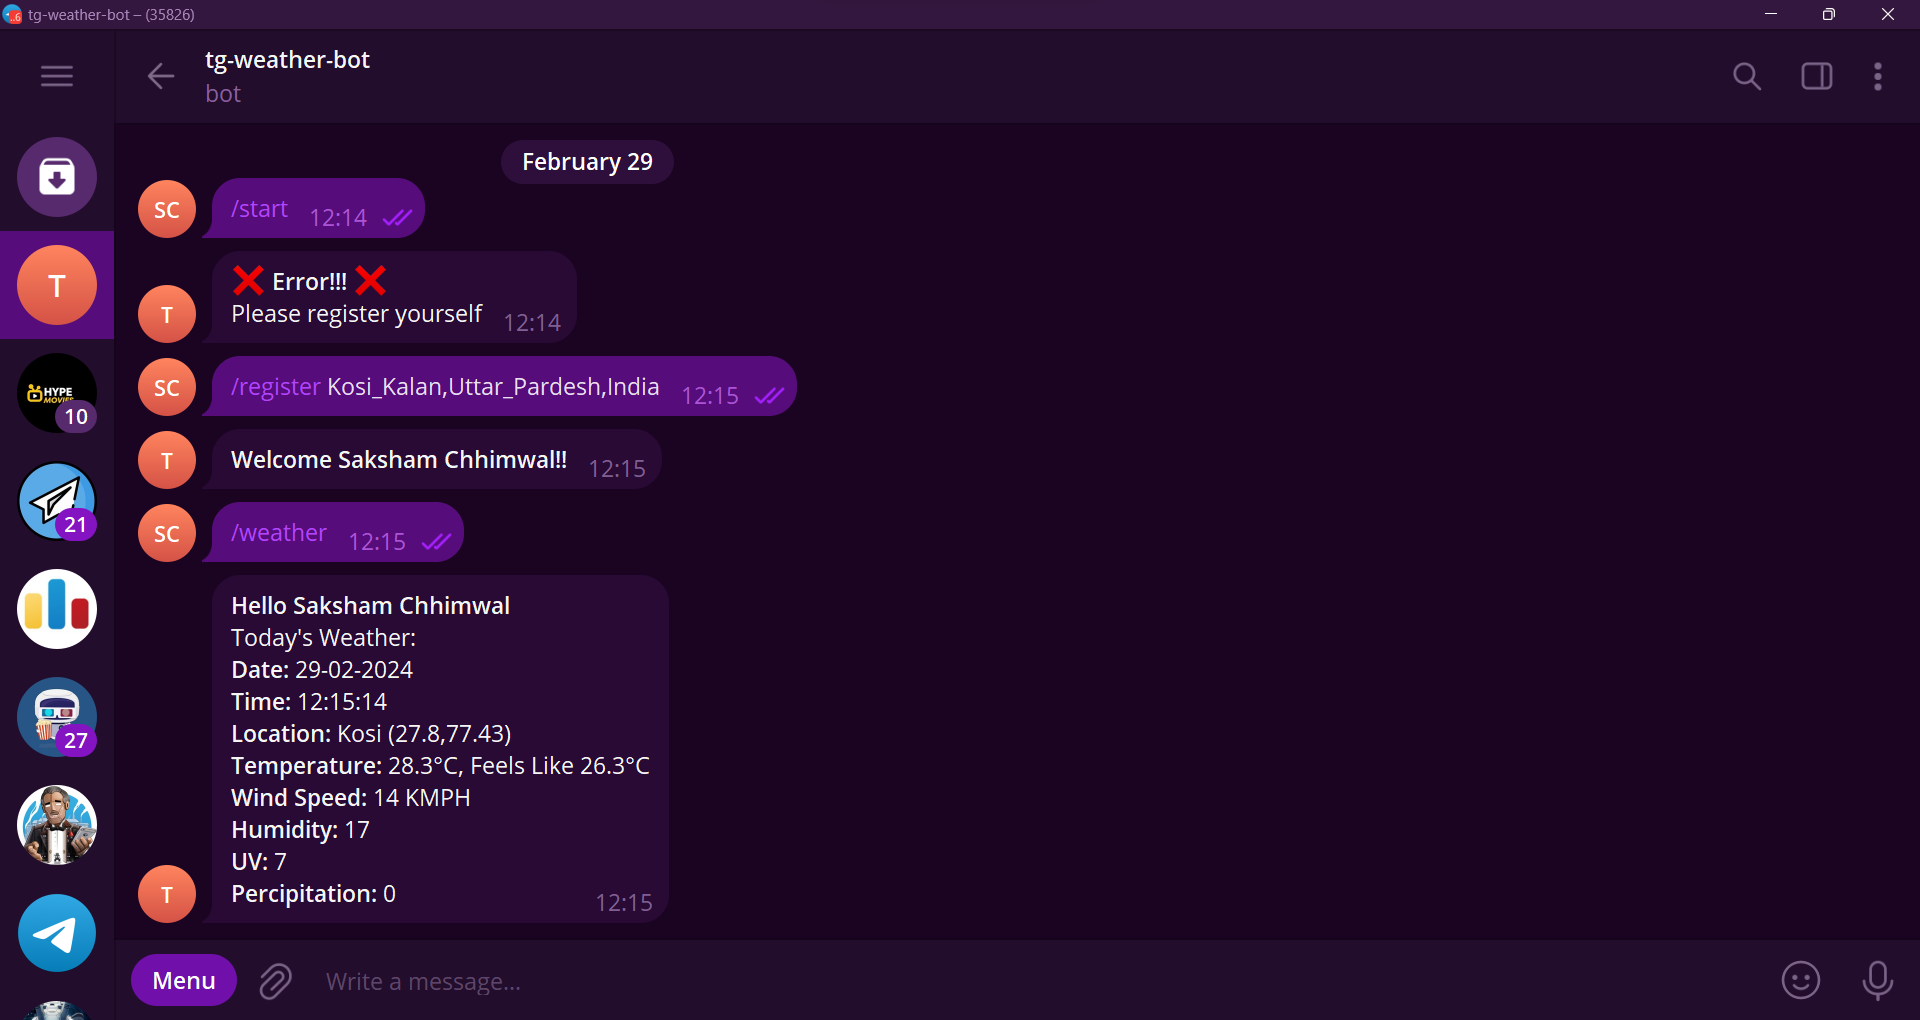 tg-weather-bot – (35826)
tg-weather-bot
bot
February 29
SC
/start 12:14
❌ Error!!! ❌
Please register yourself 12:14
T
T
SC
/register Kosi_Kalan,Uttar_Pardesh,India 12:15
HYPE
MOVIES
10
T
Welcome Saksham Chhimwal!! 12:15
21
SC
/weather 12:15
Hello Saksham Chhimwal
Today's Weather:
Date: 29-02-2024
Time: 12:15:14
Location: Kosi (27.8,77.43)
Temperature: 28.3°C, Feels Like 26.3°C
Wind Speed: 14 KMPH
Humidity: 17
UV: 7
Percipitation: 0
12:15
27
T
Menu
Write a message...